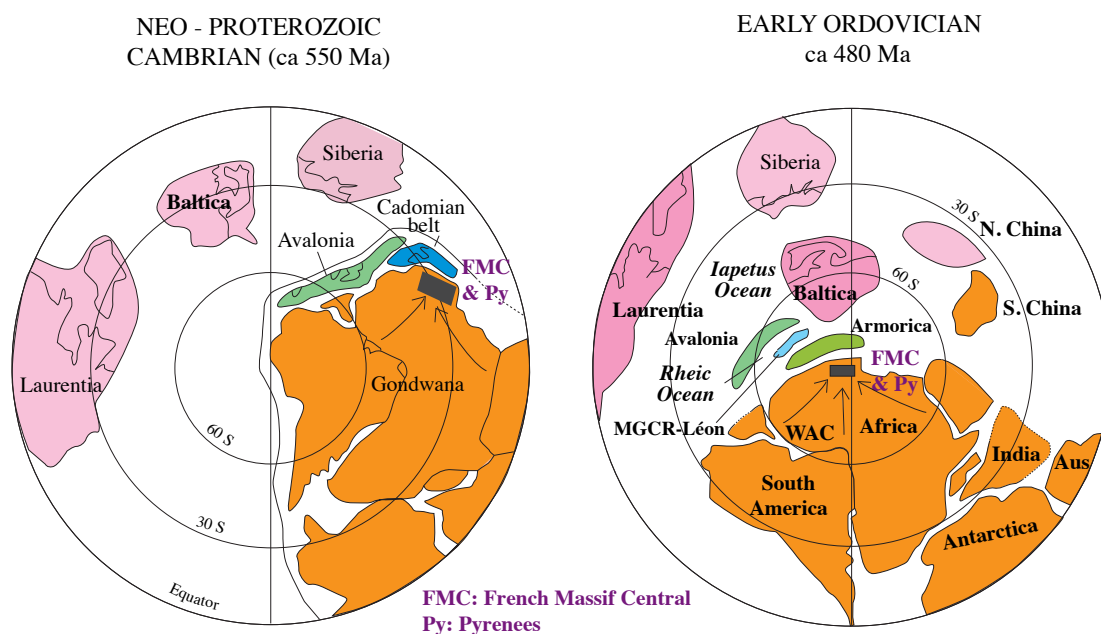 NEO - PROTEROZOIC
CAMBRIAN (ca 550 Ma)
Siberia
Baltica
Cadomian
belt
Avalonia
FMC
& Py
Laurentia
Gondwana
60 S
30 S
Equator
EARLY ORDOVICIAN
ca 480 Ma
Siberia
30 S
N. China
Iapetus
Ocean
60 S
Baltica
Laurentia
S. China
Avalonia
Armorica
Rheic
Ocean
FMC
& Py
MGCR-Léon
WAC
Africa
India
Aus
South
America
Antarctica
FMC: French Massif Central
Py: Pyrenees